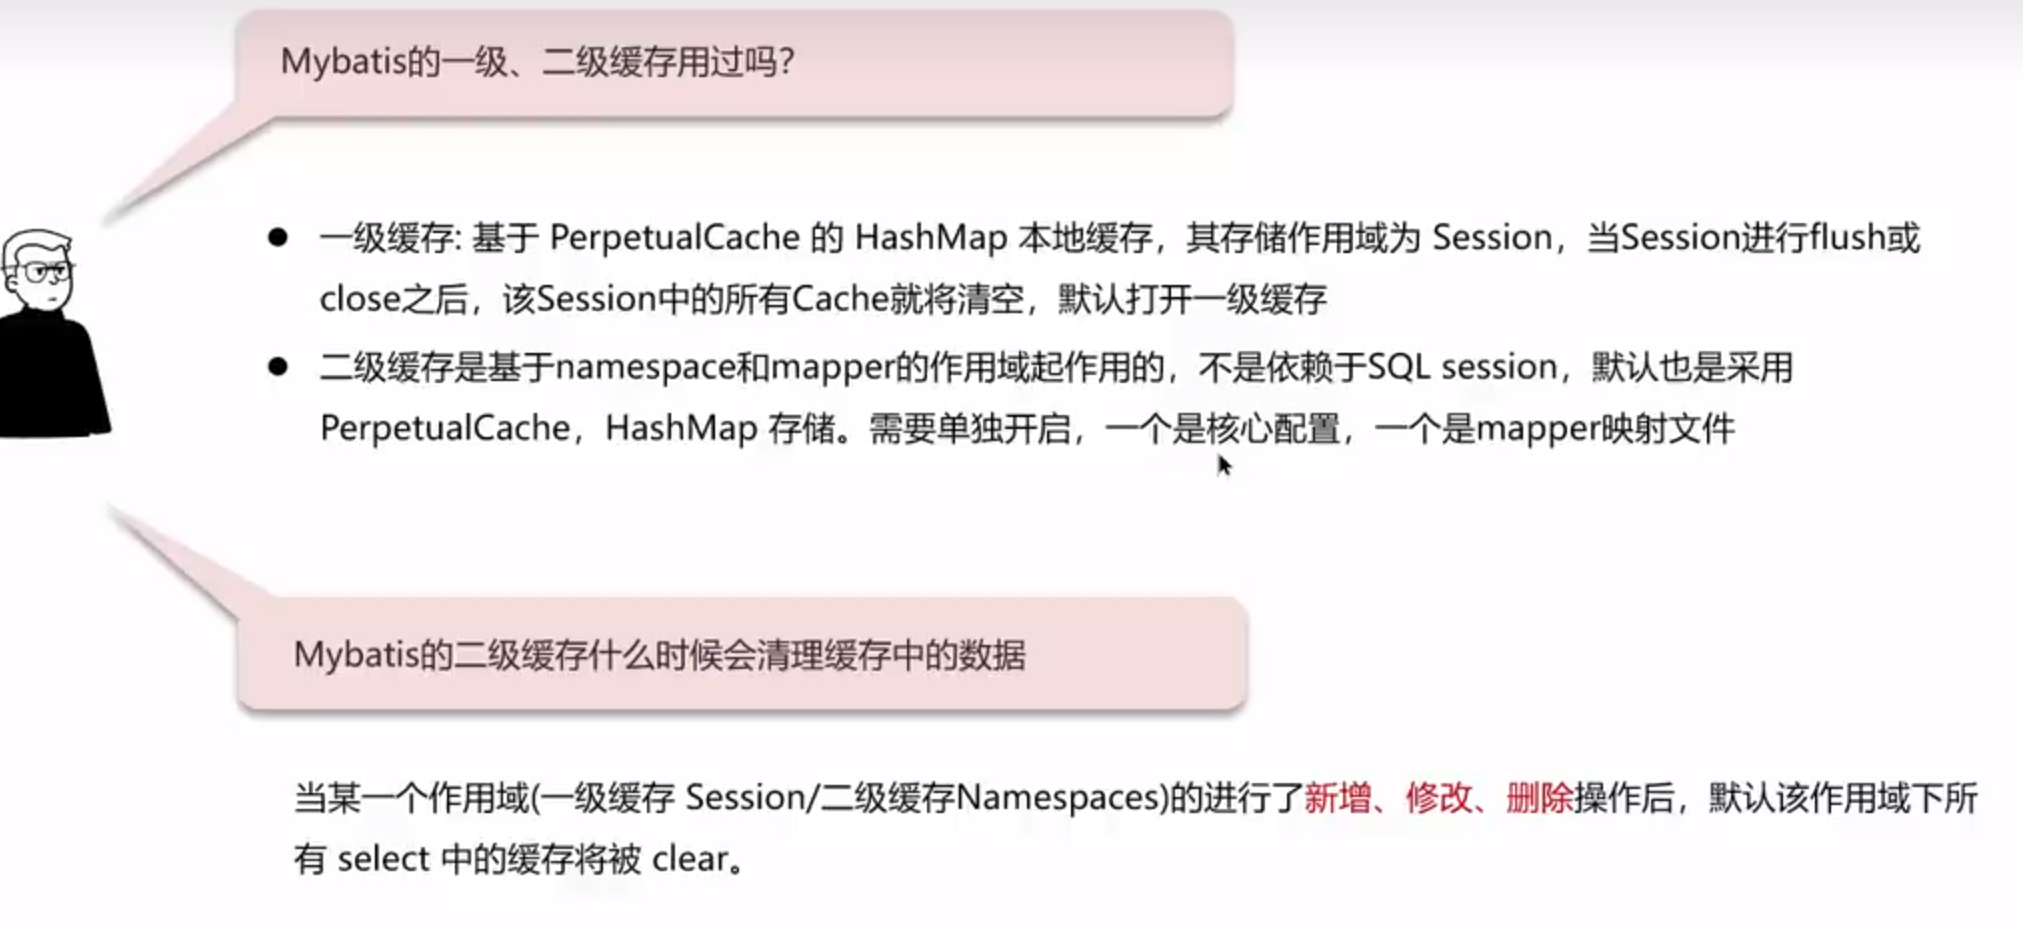 Mybatis的一级、二级缓存用过吗?
● 一级缓存: 基于 PerpetualCache 的 HashMap 本地缓存，其存储作用域为 Session，当Session进行flush或
close之后，该Session中的所有Cache就将清空，默认打开一级缓存
● 二级缓存是基于namespace和mapper的作用域起作用的，不是依赖于SQL session，默认也是采用
PerpetualCache，HashMap 存储。需要单独开启，一个是核心配置，一个是mapper映射文件
Mybatis的二级缓存什么时候会清理缓存中的数据
当某一个作用域(一级缓存 Session/二级缓存Namespaces)的进行了新增、修改、删除操作后，默认该作用域下所
有 select 中的缓存将被 clear。